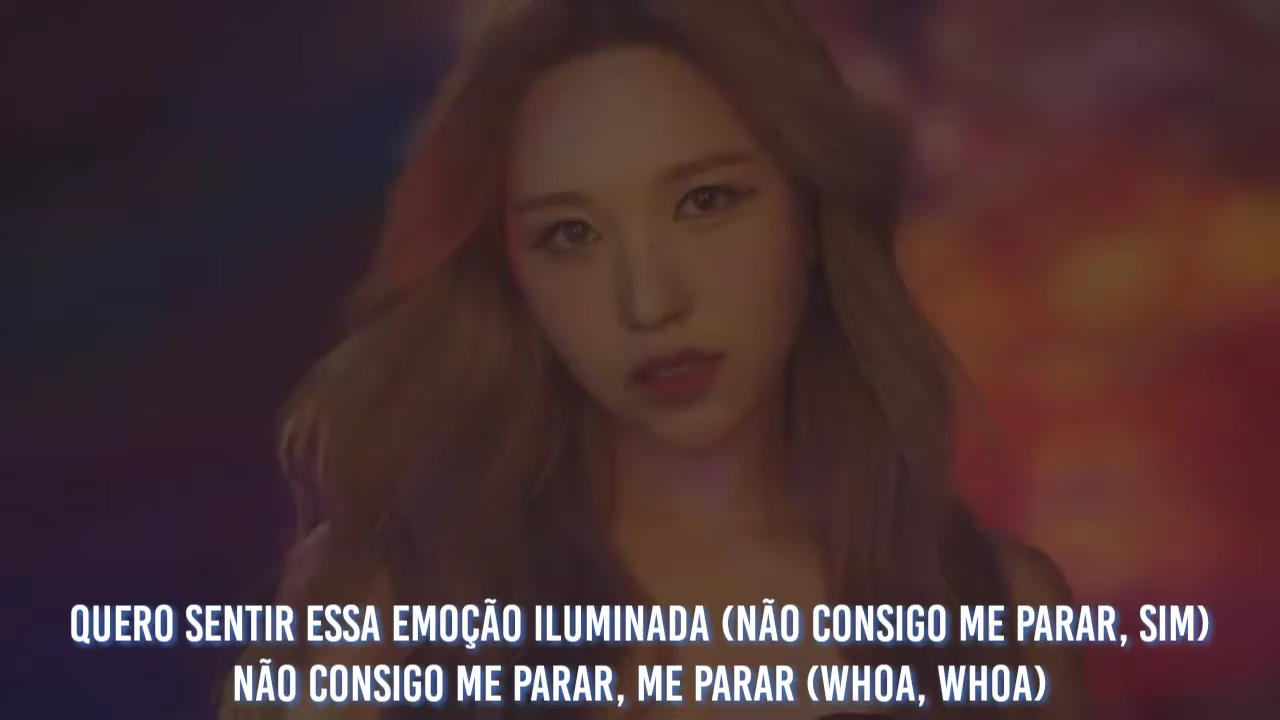 QUERO SENTIR ESSA EMOÇÃO ILUMINADA (NÃO CONSIGO ME PARAR, SIM)
NÃO CONSIGO ME PARAR, ME PARAR (WHOA, WHOA)